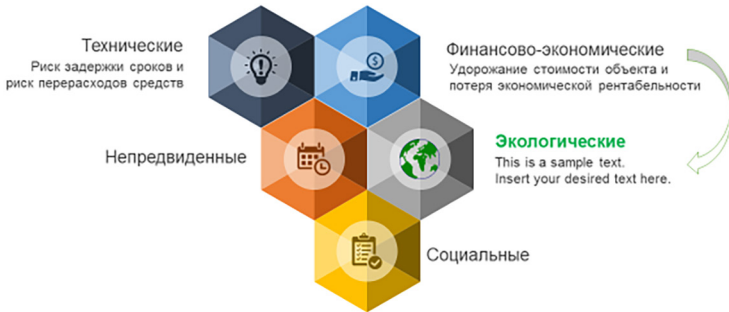 Технические
Риск задержки сроков и
риск перерасходов средств
Финансово-экономические
Удорожание стоимости объекта и
потеря экономической рентабельности
Непредвиденные
Экологические
This is a sample text.
Insert your desired text here.
Социальные